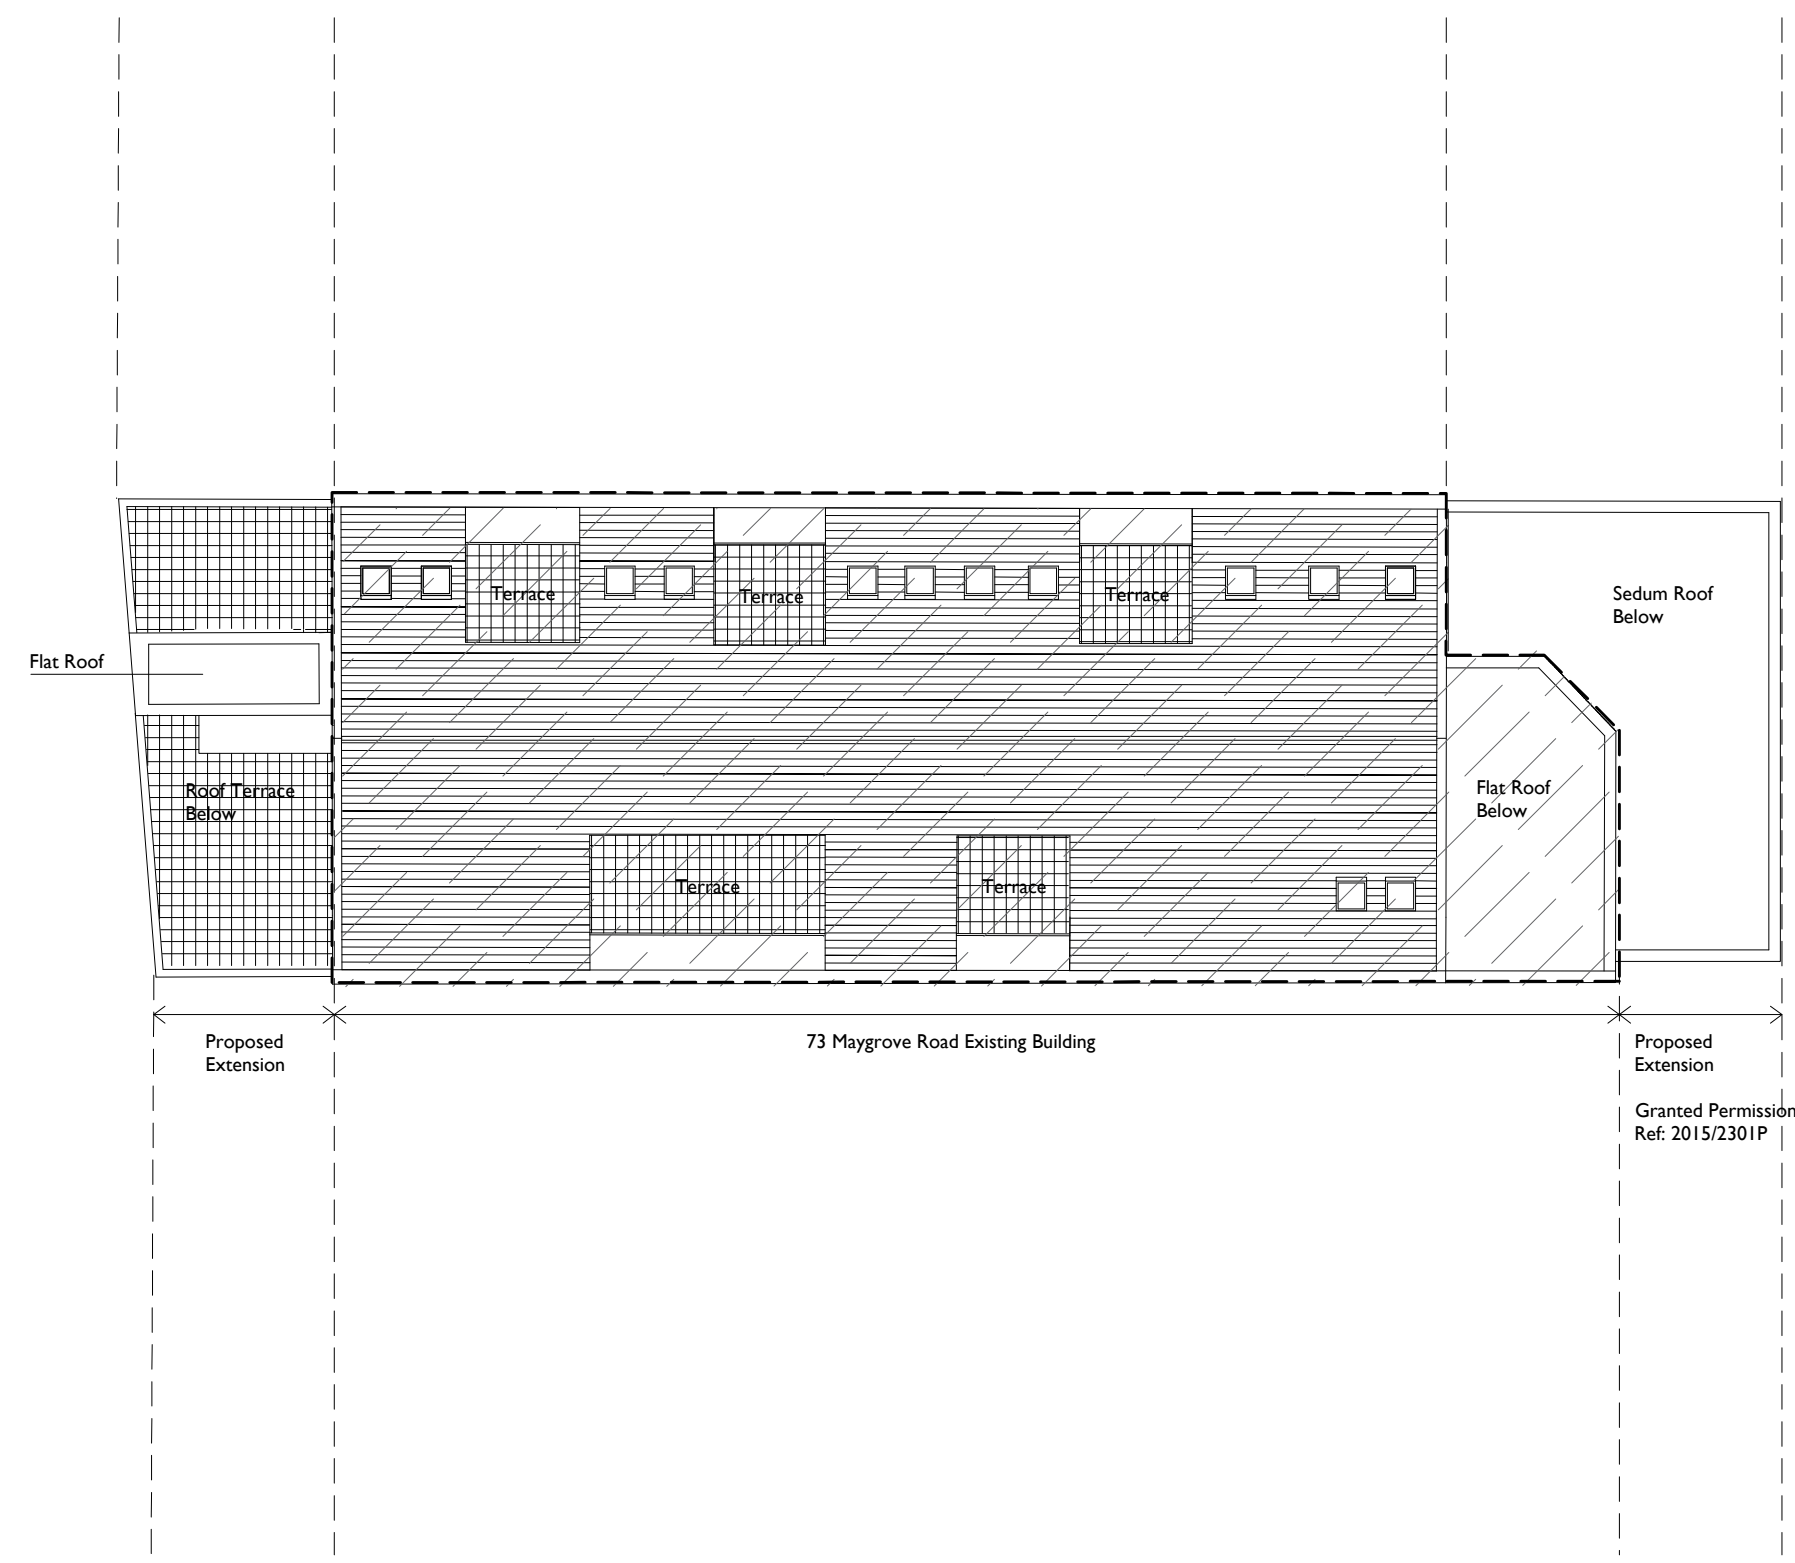 Terrace
Terrace
Terrace
Sedum Roof
Below
Flat Roof
Roof Terrace
Below
Flat Roof
Below
Terrace
Terrace
Proposed
Extension
73 Maygrove Road Existing Building
Proposed
Extension
Granted Permission
Ref: 2015/2301P